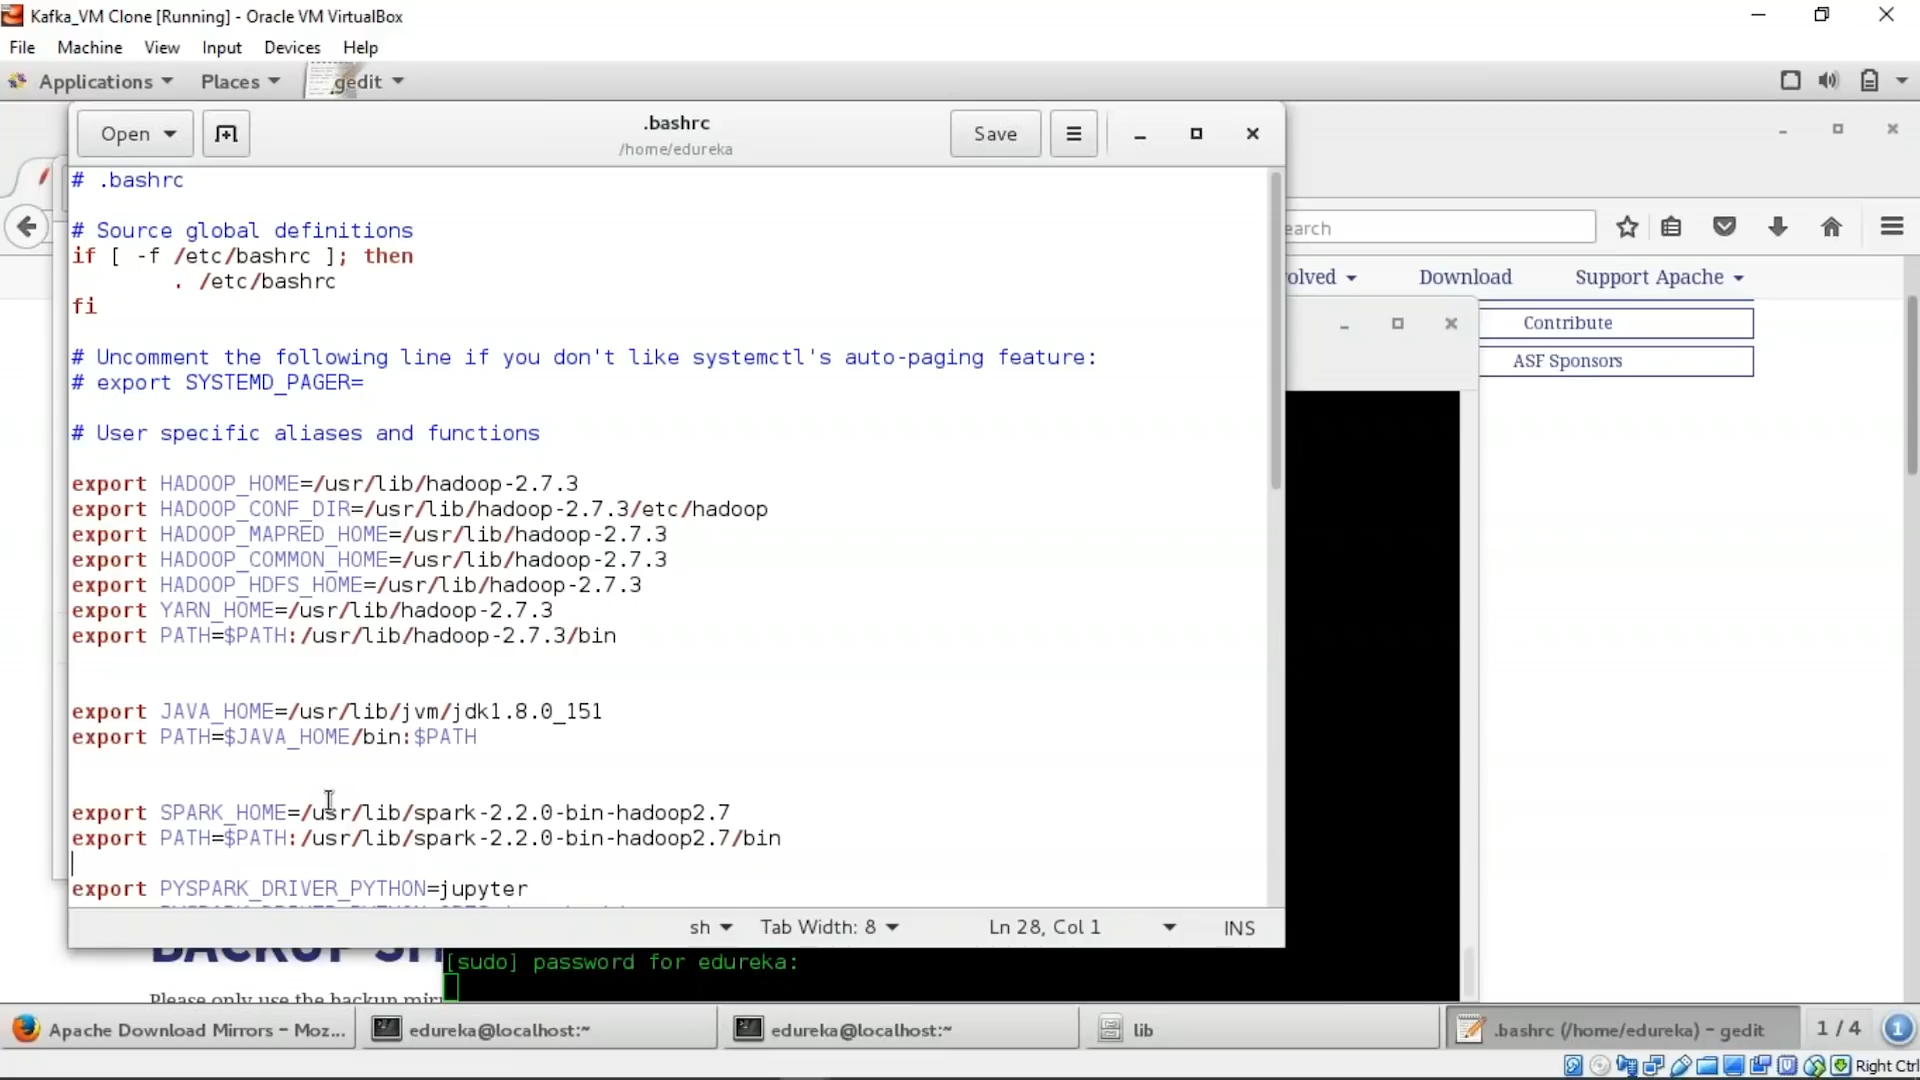 Kafka_VM Clone [Running] - Oracle VM VirtualBox
File Machine View Input Devices Help
Applications Places gedit
Open .bashrc Save
/home/edureka
# .bashrc
# Source global definitions
if [ -f /etc/bashrc ]; then
. /etc/bashrc
fi
# Uncomment the following line if you don't like systemctl's auto-paging feature:
# export SYSTEMD_PAGER=
# User specific aliases and functions
export HADOOP_HOME=/usr/lib/hadoop-2.7.3
export HADOOP_CONF_DIR=/usr/lib/hadoop-2.7.3/etc/hadoop
export HADOOP_MAPRED_HOME=/usr/lib/hadoop-2.7.3
export HADOOP_COMMON_HOME=/usr/lib/hadoop-2.7.3
export HADOOP_HDFS_HOME=/usr/lib/hadoop-2.7.3
export YARN_HOME=/usr/lib/hadoop-2.7.3
export PATH=$PATH:/usr/lib/hadoop-2.7.3/bin
export JAVA_HOME=/usr/lib/jvm/jdk1.8.0_151
export PATH=$JAVA_HOME/bin:$PATH
export SPARK_HOME=/usr/lib/spark-2.2.0-bin-hadoop2.7
export PATH=$PATH:/usr/lib/spark-2.2.0-bin-hadoop2.7/bin
export PYSPARK_DRIVER_PYTHON=jupyter
sh Tab Width: 8 Ln 28, Col 1 INS
earch
olved Download Support Apache
Contribute
ASF Sponsors
BACKUP
Please only use the backup mirr
[sudo] password for edureka:
Apache Download Mirrors - Moz... edureka@localhost:~ edureka@localhost:~ lib .bashrc (/home/edureka) - gedit 1 / 4 1
Right Ctrl